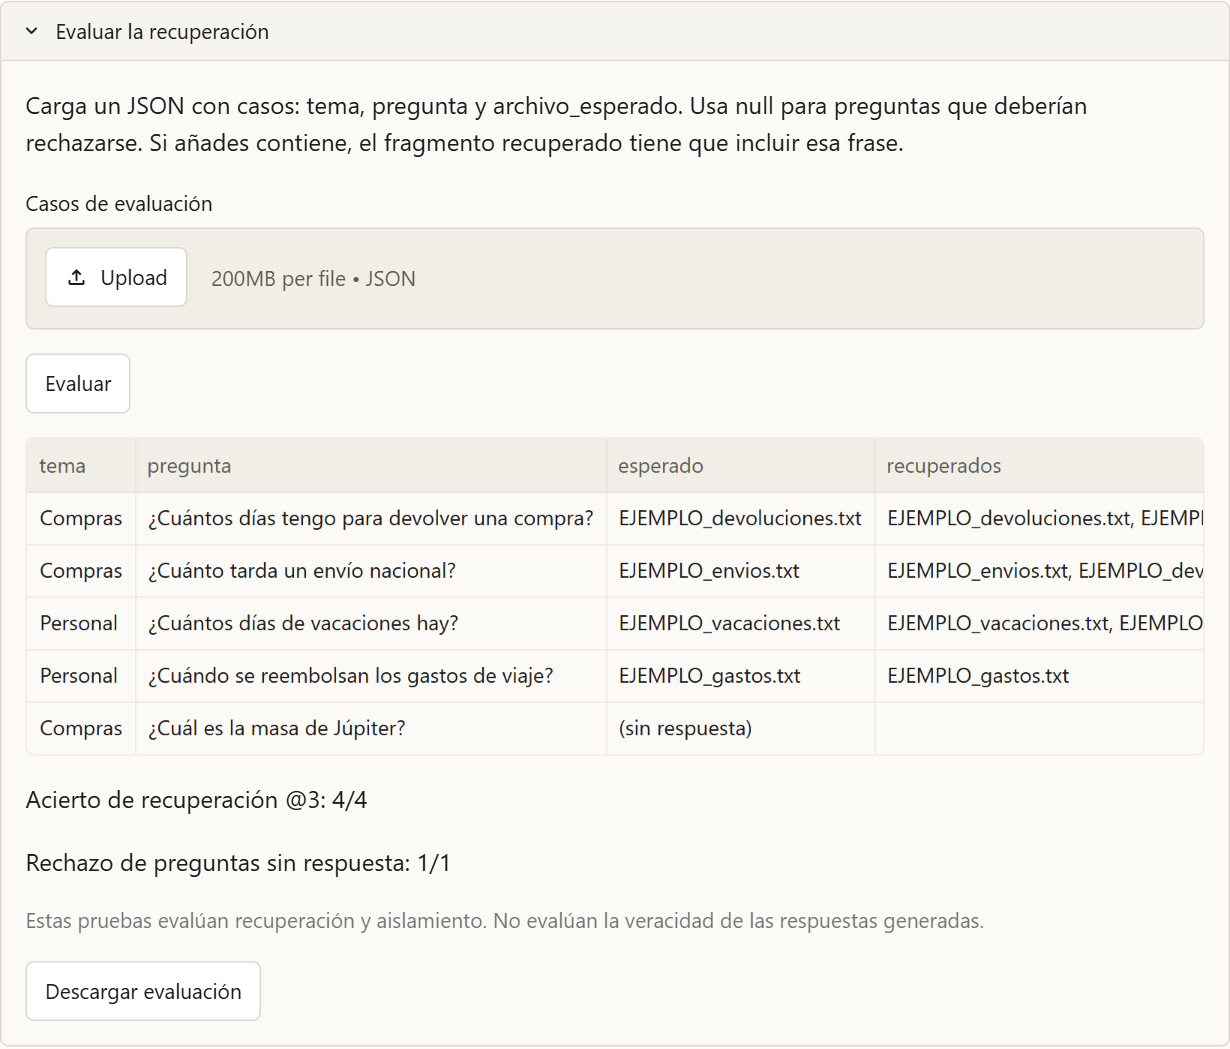 Evaluar la recuperación
Carga un JSON con casos: tema, pregunta y archivo_esperado. Usa null para preguntas que deberían
rechazarse. Si añades contiene, el fragmento recuperado tiene que incluir esa frase.
Casos de evaluación
Upload 200MB per file • JSON
Evaluar
tema pregunta esperado recuperados
Compras ¿Cuántos días tengo para devolver una compra? EJEMPLO_devoluciones.txt EJEMPLO_devoluciones.txt, EJEMPL
Compras ¿Cuánto tarda un envío nacional? EJEMPLO_envios.txt EJEMPLO_envios.txt, EJEMPLO_dev
Personal ¿Cuántos días de vacaciones hay? EJEMPLO_vacaciones.txt EJEMPLO_vacaciones.txt, EJEMPLO
Personal ¿Cuándo se reembolsan los gastos de viaje? EJEMPLO_gastos.txt EJEMPLO_gastos.txt
Compras ¿Cuál es la masa de Júpiter? (sin respuesta)
Acierto de recuperación @3: 4/4
Rechazo de preguntas sin respuesta: 1/1
Estas pruebas evalúan recuperación y aislamiento. No evalúan la veracidad de las respuestas generadas.
Descargar evaluación